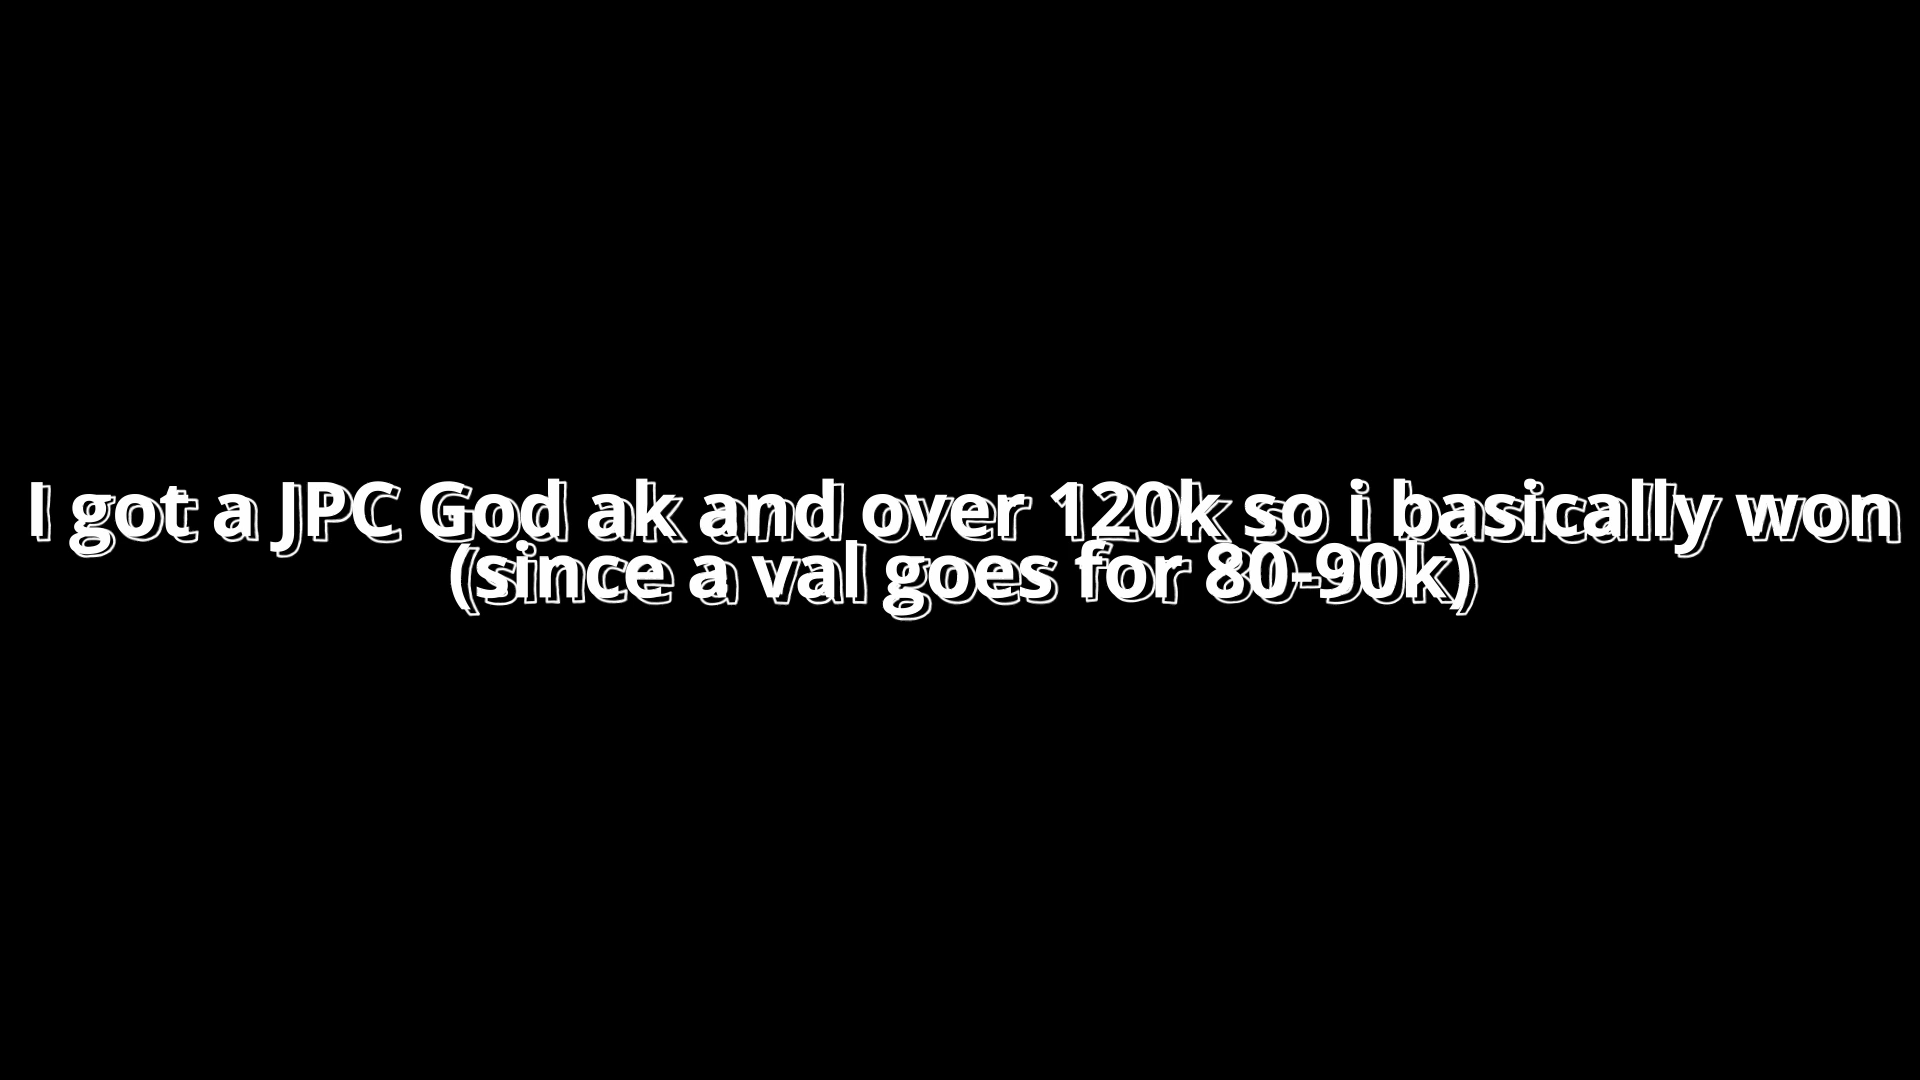 I got a JPC God ak and over 120k so i basically won
(since a val goes for 80-90k)